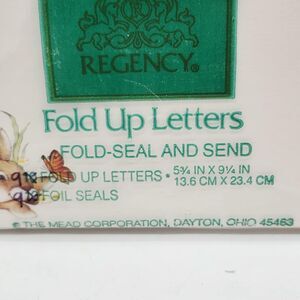 R
REGENCY®
Fold Up Letters
FOLD-SEAL AND SEND
FOLD UP LETTERS • 5¾ IN X 9¼ IN
FOIL SEALS 13.6 CM X 23.4 CM
© THE MEAD CORPORATION, DAYTON, OHIO 45463